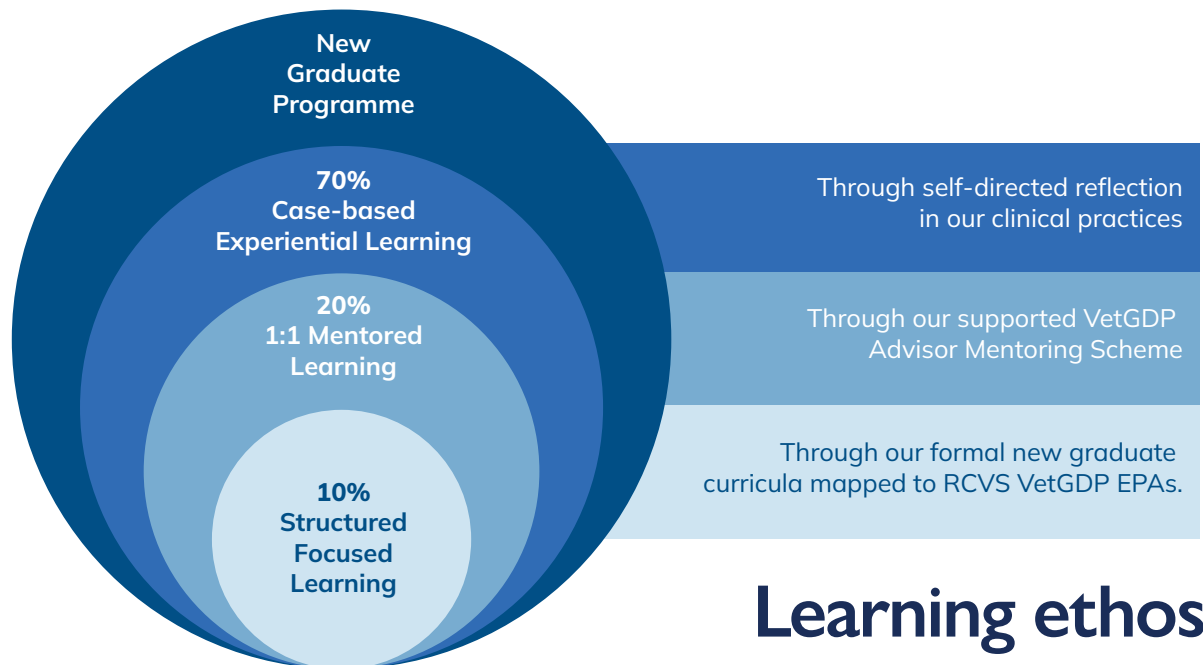 New
Graduate
Programme
70%
Case-based
Experiential Learning
Through self-directed reflection
in our clinical practices
20%
1:1 Mentored
Learning
Through our supported VetGDP
Advisor Mentoring Scheme
10%
Structured
Focused
Learning
Through our formal new graduate
curricula mapped to RCVS VetGDP EPAs.
Learning ethos